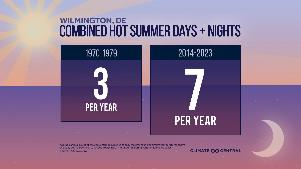 WILMINGTON, DE
COMBINED HOT SUMMER DAYS + NIGHTS
1970-1979
3
PER YEAR
2014-2023
7
PER YEAR
CLIMATE CENTRAL